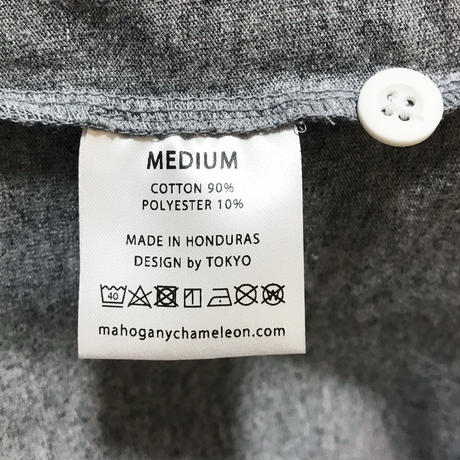 MEDIUM
COTTON 90%
POLYESTER 10%
MADE IN HONDURAS
DESIGN by TOKYO
40
mahoganychameleon.com